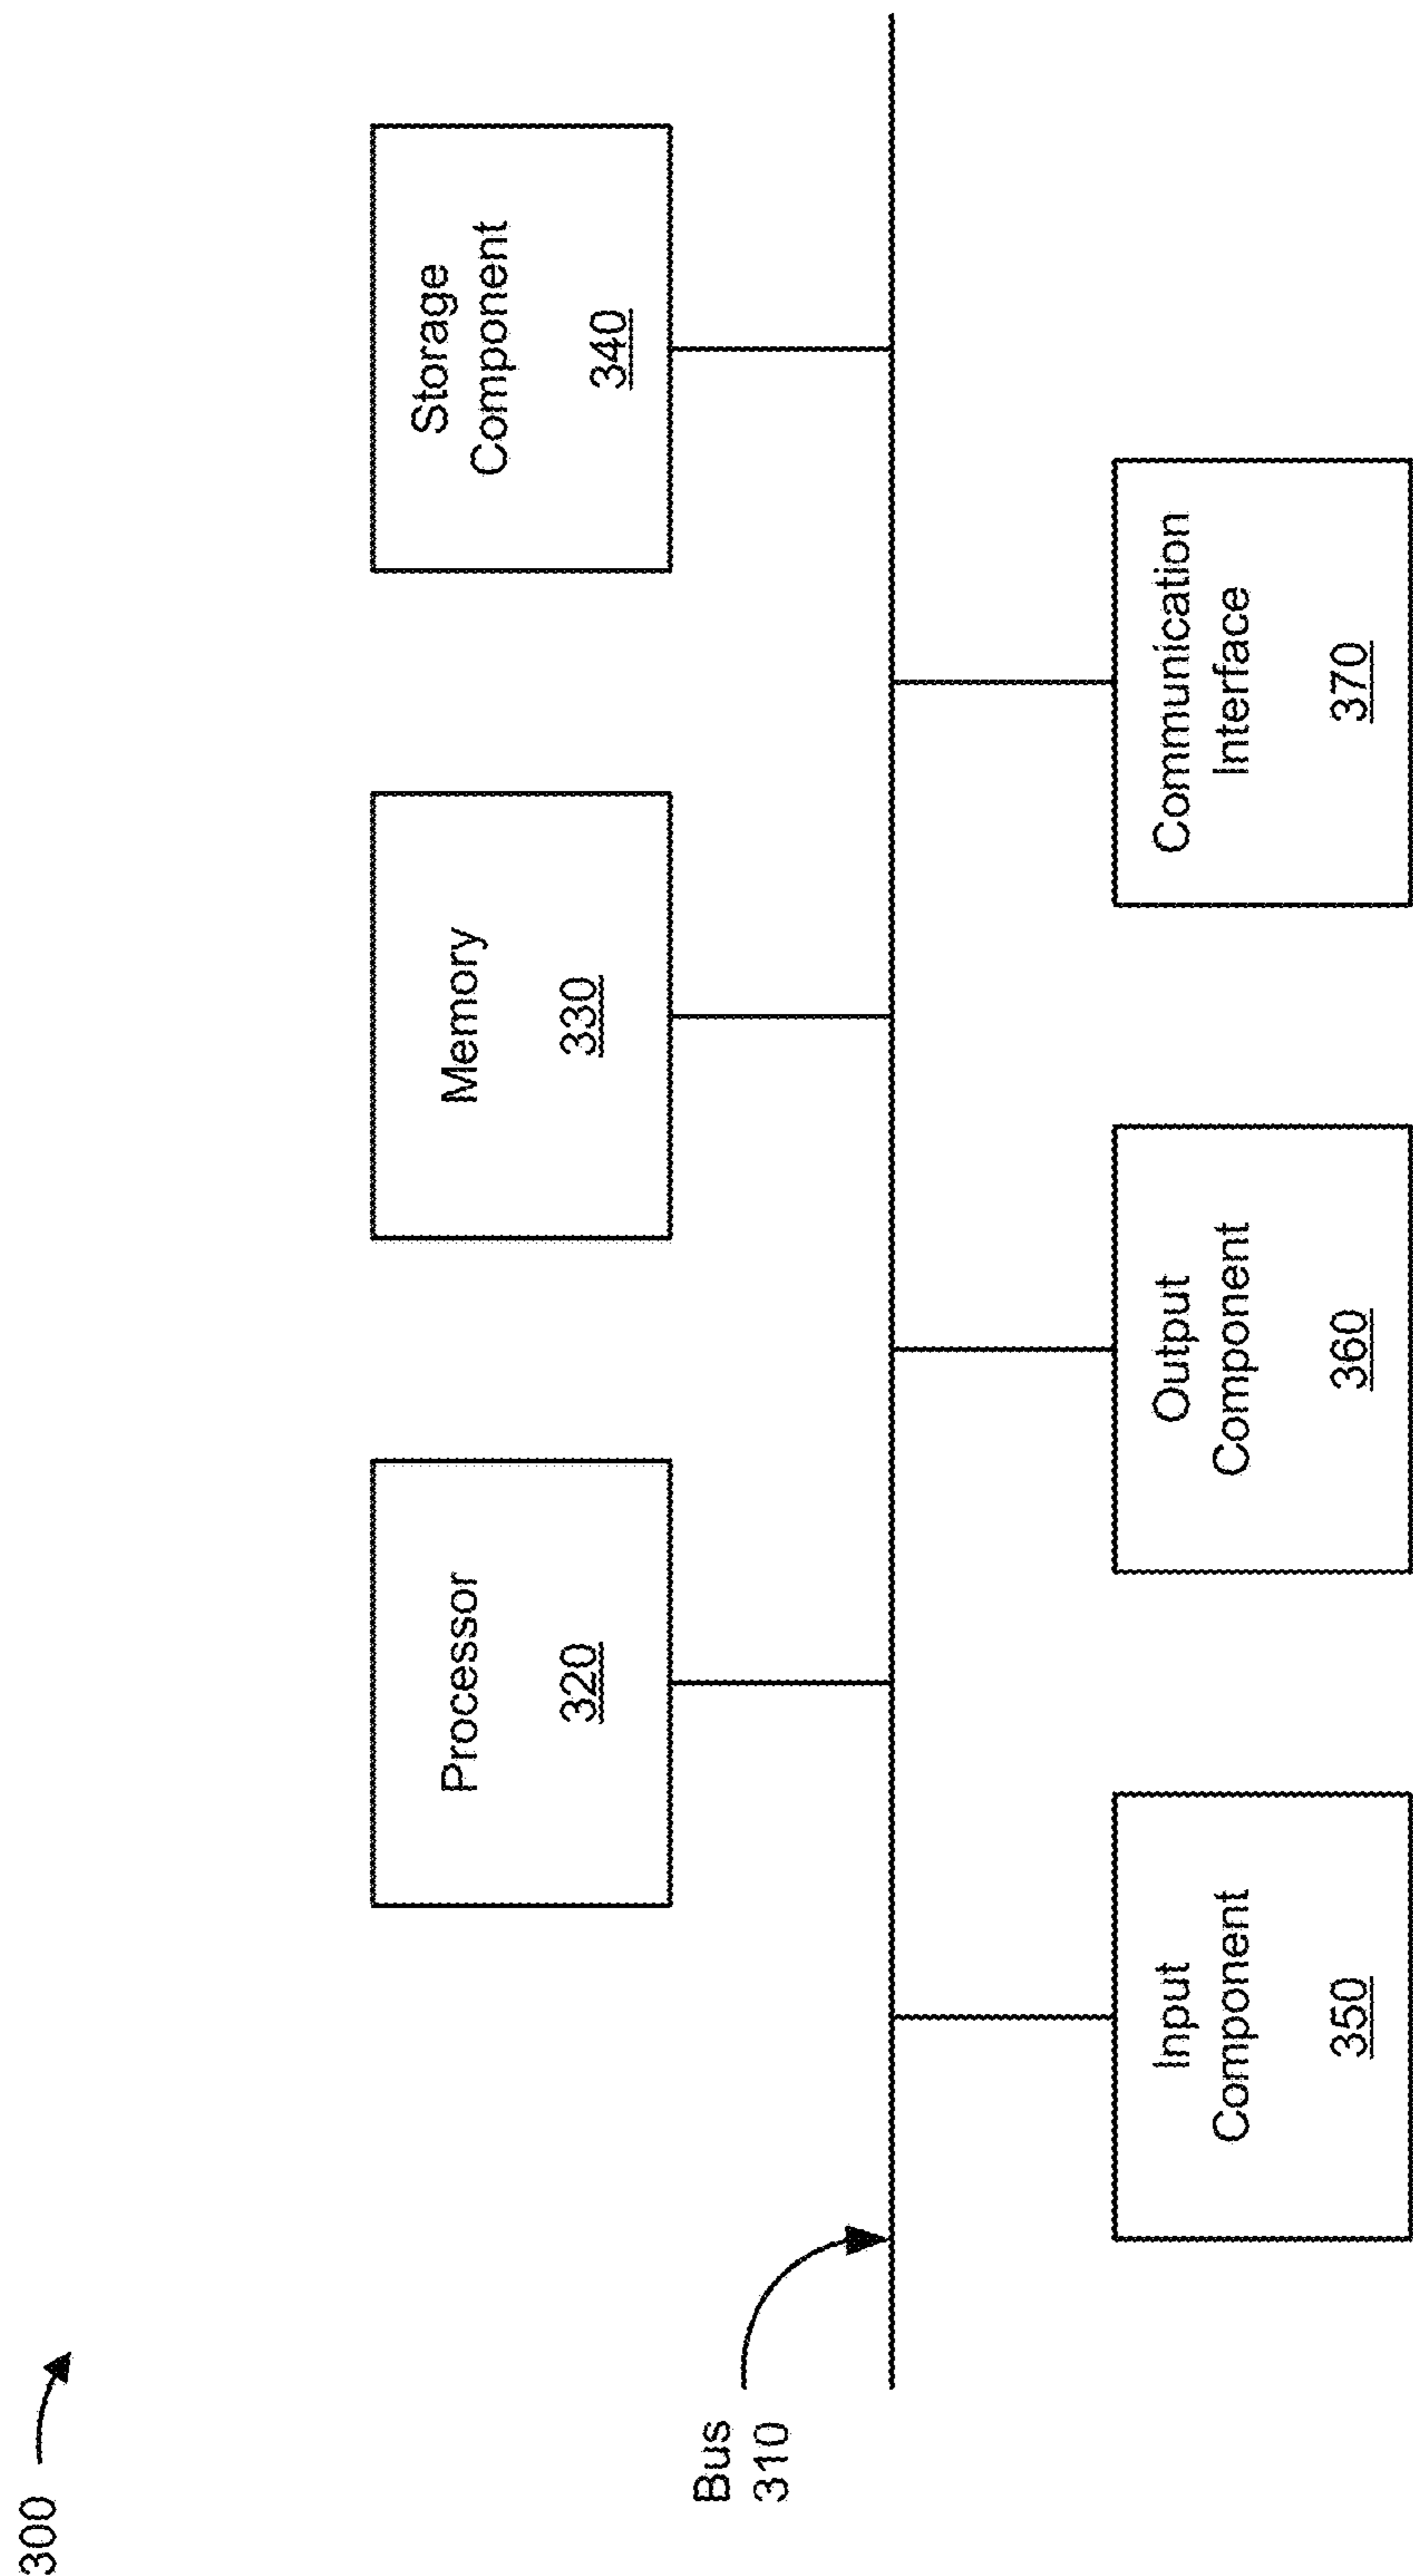 300
Processor
320
Memory
330
Storage
Component
340
Bus
310
Input
Component
350
Output
Component
360
Communication
Interface
370